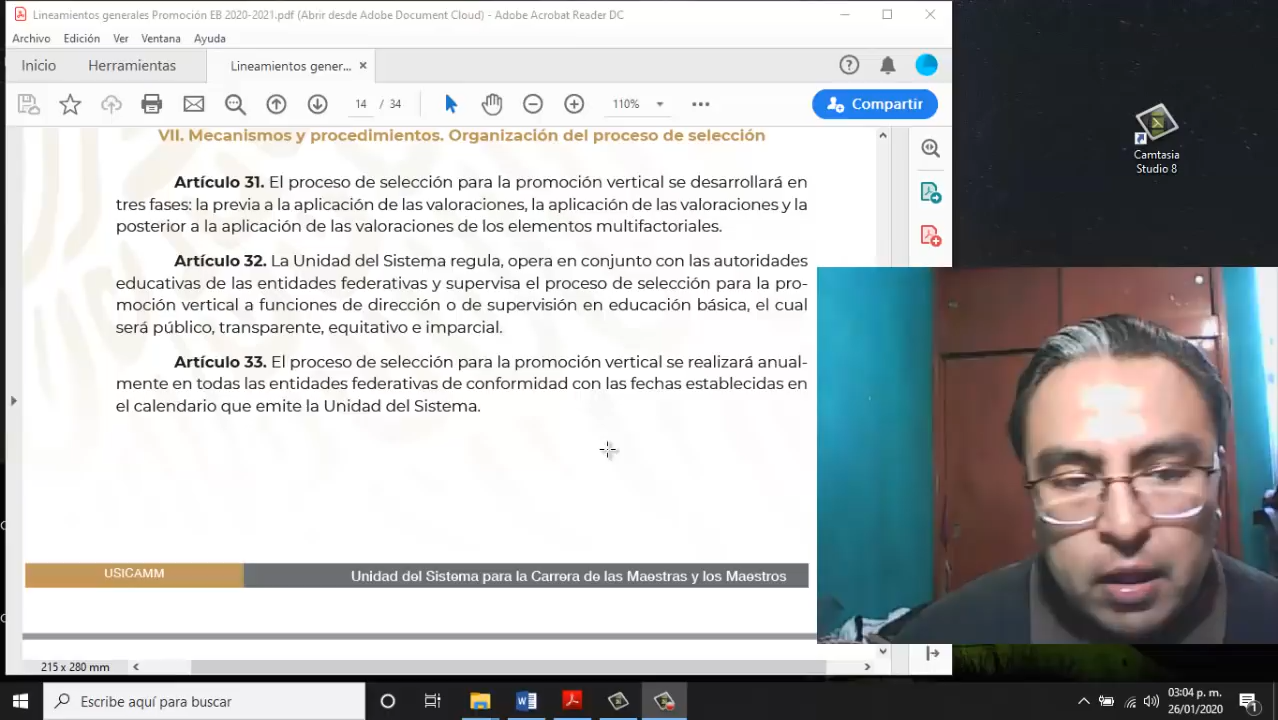 Lineamientos generales Promoción EB 2020-2021.pdf (Abrir desde Adobe Document Cloud) - Adobe Acrobat Reader DC
Archivo Edición Ver Ventana Ayuda
Inicio Herramientas Lineamientos gener... ×
14 / 34 110% Compartir
VII. Mecanismos y procedimientos. Organización del proceso de selección
Artículo 31. El proceso de selección para la promoción vertical se desarrollará en
tres fases: la previa a la aplicación de las valoraciones, la aplicación de las valoraciones y la
posterior a la aplicación de las valoraciones de los elementos multifactoriales.
Artículo 32. La Unidad del Sistema regula, opera en conjunto con las autoridades
educativas de las entidades federativas y supervisa el proceso de selección para la pro-
moción vertical a funciones de dirección o de supervisión en educación básica, el cual
será público, transparente, equitativo e imparcial.
Artículo 33. El proceso de selección para la promoción vertical se realizará anual-
mente en todas las entidades federativas de conformidad con las fechas establecidas en
el calendario que emite la Unidad del Sistema.
USICAMM Unidad del Sistema para la Carrera de las Maestras y los Maestros
215 x 280 mm
Camtasia
Studio 8
Escribe aquí para buscar
03:04 p. m.
26/01/2020
1